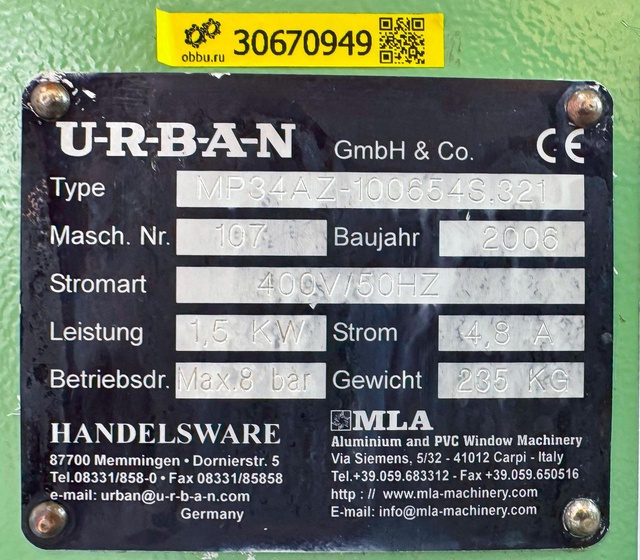 obbu.ru 30670949
U-R-B-A-N GmbH & Co. CE
Type MP34AZ-100654S.321
Masch. Nr. 107 Baujahr 2006
Stromart 400V/50HZ
Leistung 1,5 KW Strom 4,8 A
Betriebsdr. Max.8 bar Gewicht 235 KG
HANDELSWARE
87700 Memmingen • Dornierstr. 5
Tel.08331/858-0 • Fax 08331/85858
e-mail: urban@u-r-b-a-n.com
Germany
MLA
Aluminium and PVC Window Machinery
Via Siemens, 5/32 - 41012 Carpi - Italy
Tel.+39.059.683312 - Fax +39.059.650516
http : // www.mla-machinery.com
E-mail: info@mla-machinery.com